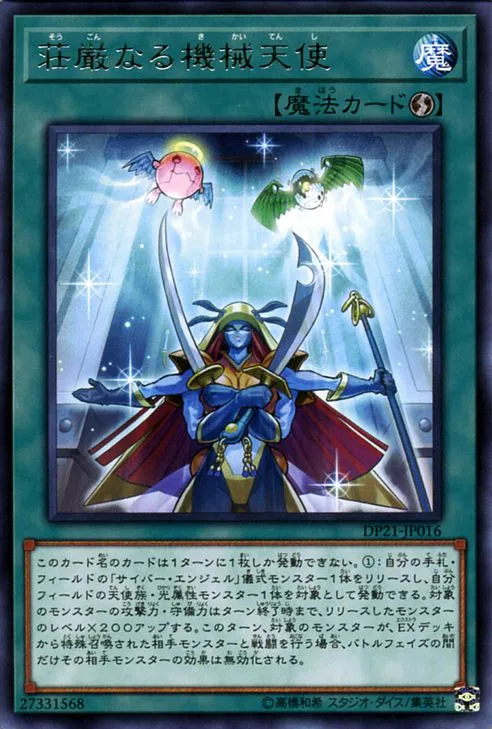 荘厳なる機械天使
魔
【魔法カード】
DP21-JP016
このカード名のカードは1ターンに1枚しか発動できない。①:自分の手札・
フィールドの「サイバー・エンジェル」儀式モンスター1体をリリースし、自分
フィールドの天使族・光属性モンスター1体を対象として発動できる。対象
のモンスターの攻撃力・守備力はターン終了時まで、リリースしたモンスター
のレベル×200アップする。このターン、対象のモンスターが、EXデッキ
から特殊召喚された相手モンスターと戦闘を行う場合、バトルフェイズの間
だけその相手モンスターの効果は無効化される。
27331568
©高橋和希 スタジオ・ダイス/集英社